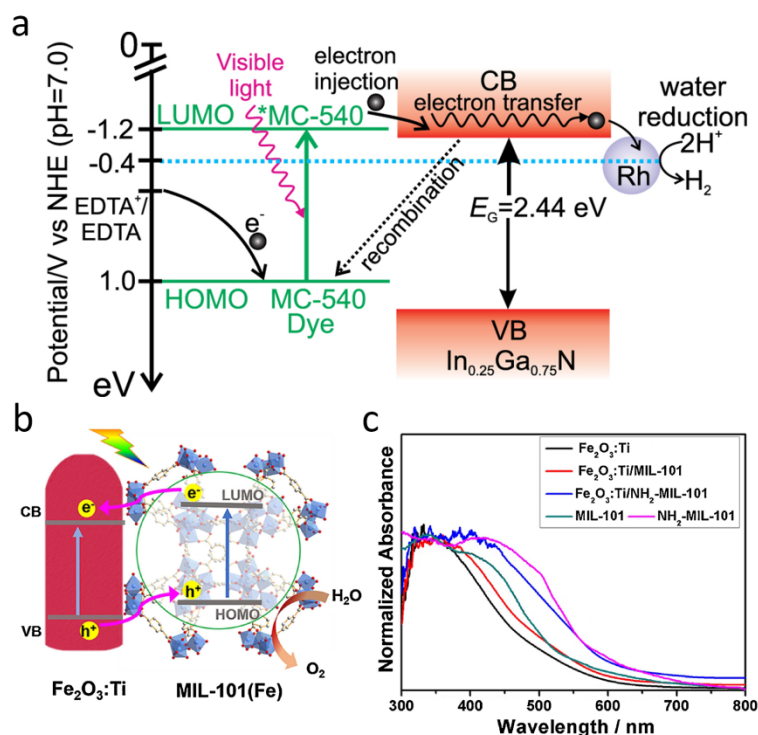 a
0
Potential/V vs NHE (pH=7.0)
-1.2
-0.4
EDTA⁺/
EDTA
1.0
eV
Visible
light
LUMO *MC-540
e⁻
HOMO MC-540
Dye
electron
injection
recombination
CB
electron transfer
E_G=2.44 eV
VB
In₀.₂₅Ga₀.₇₅N
water
reduction
2H⁺
Rh
H₂
b
CB
e⁻
VB
h⁺
e⁻
LUMO
h⁺
HOMO
H₂O
O₂
Fe₂O₃:Ti
MIL-101(Fe)
c
Normalized Absorbance
Fe₂O₃:Ti
Fe₂O₃:Ti/MIL-101
Fe₂O₃:Ti/NH₂-MIL-101
MIL-101 NH₂-MIL-101
300 400 500 600 700 800
Wavelength / nm